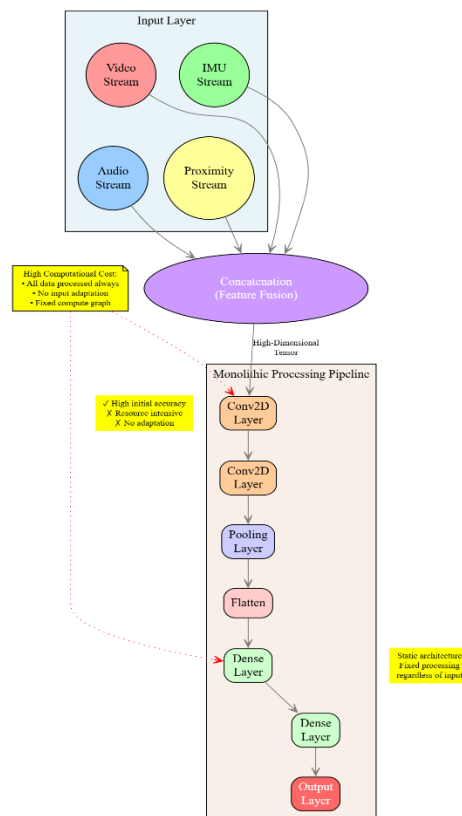 Input Layer
Video
Stream
IMU
Stream
Audio
Stream
Proximity
Stream
High Computational Cost:
• All data processed always
• No input adaptation
• Fixed compute graph
Concatenation
(Feature Fusion)
High-Dimensional
Tensor
Monolithic Processing Pipeline
✓ High initial accuracy
✗ Resource intensive
✗ No adaptation
Conv2D
Layer
Conv2D
Layer
Pooling
Layer
Flatten
Dense
Layer
Static architecture
Fixed processing
regardless of input
Dense
Layer
Output
Layer